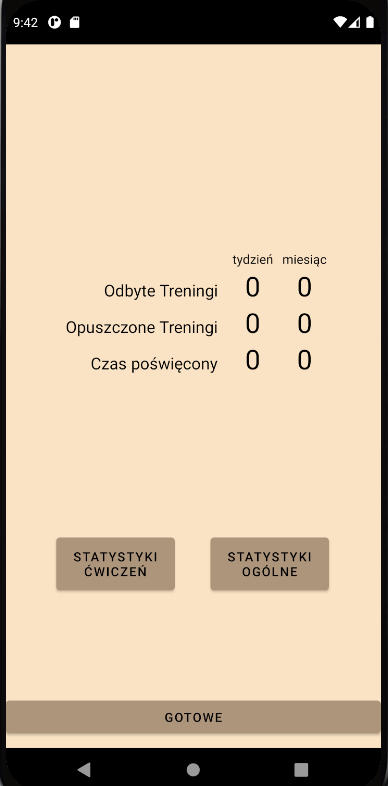 9:42
tydzień miesiąc
Odbyte Treningi 0 0
Opuszczone Treningi 0 0
Czas poświęcony 0 0
STATYSTYKI STATYSTYKI
ĆWICZEŃ OGÓLNE
GOTOWE